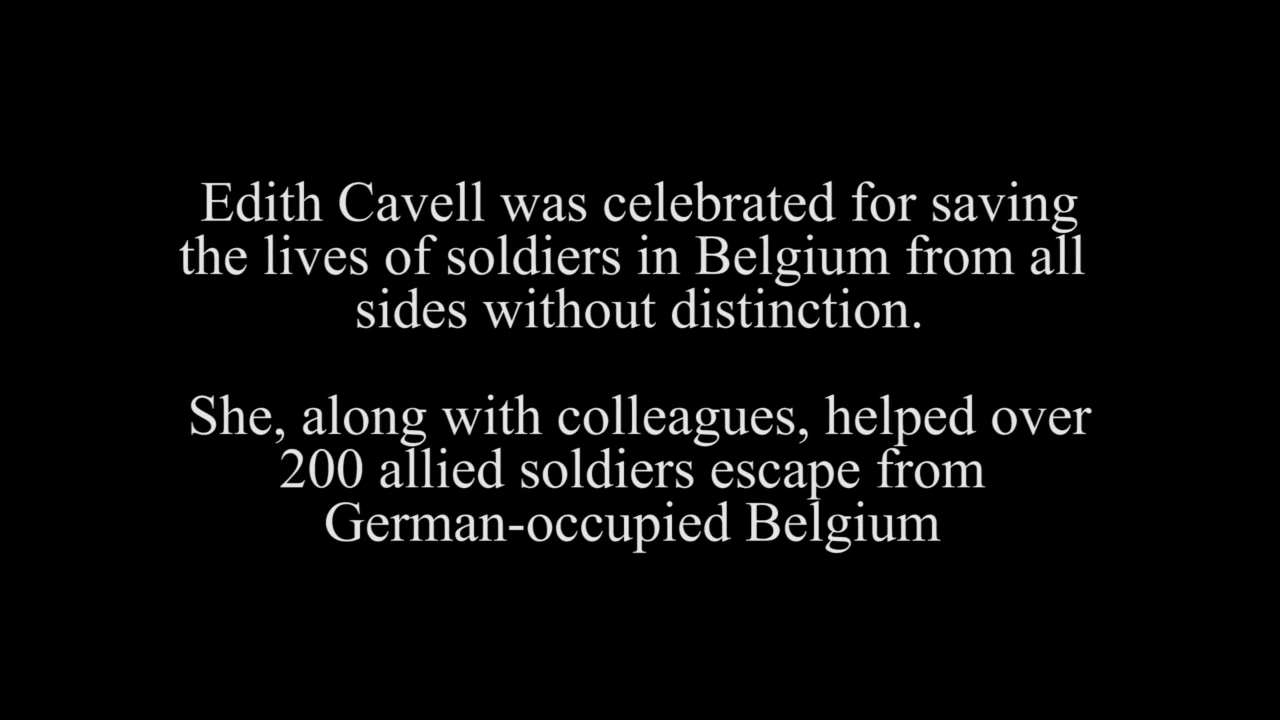 Edith Cavell was celebrated for saving
the lives of soldiers in Belgium from all
sides without distinction.
She, along with colleagues, helped over
200 allied soldiers escape from
German-occupied Belgium